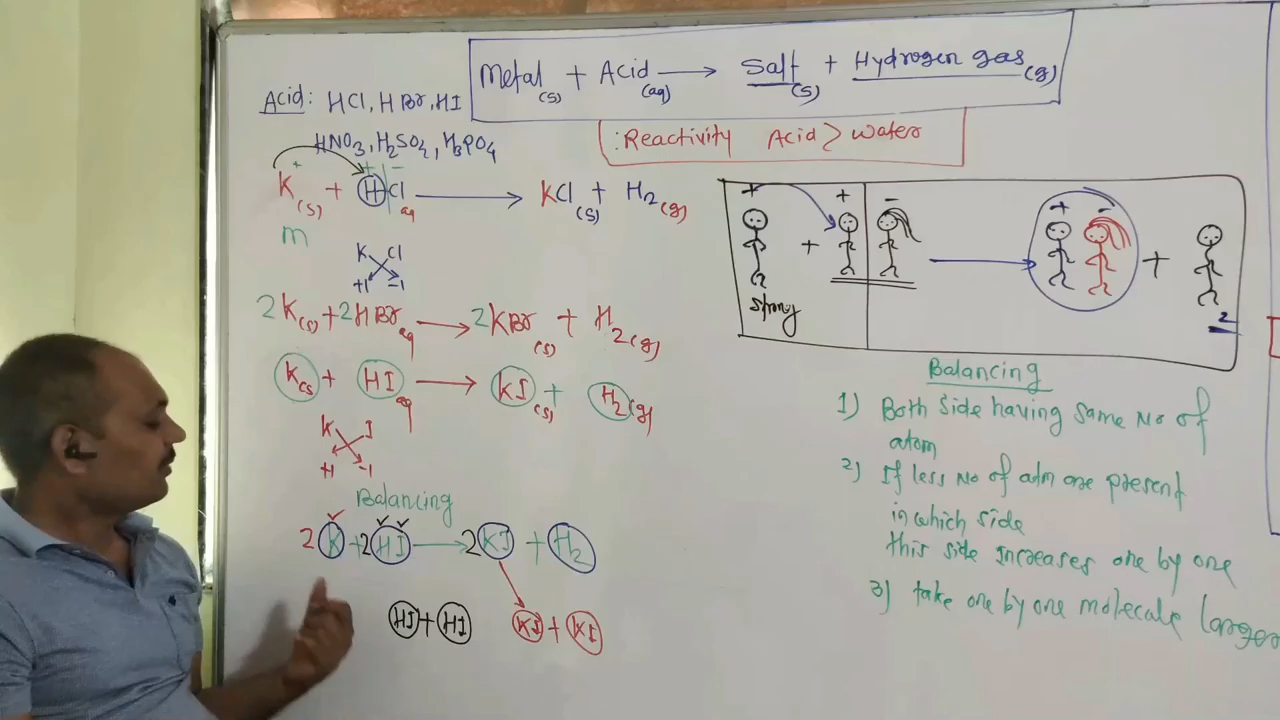 Metal(s) + Acid(aq) → Salt(s) + Hydrogen gas(g)
Acid: HCl, HBr, HI
HNO3, H2SO4, H3PO4
: Reactivity Acid > Water
+ + -
K(s) + HCl aq → KCl(s) + H2(g)
m
K Cl
+1 -1
2K(s) + 2HBr aq → 2KBr(s) + H2(g)
K(s) + HI aq → KI(s) + H2(g)
K I
+1 -1
Balancing
2K + 2HI → 2KI + H2
HI + HI KI + KI
+ + - + -
+ → +
strong
2
Balancing
1) Both side having same No of
atom
2) If less No of atm are present
in which side
this side increases one by one
3) take one by one molecule larger